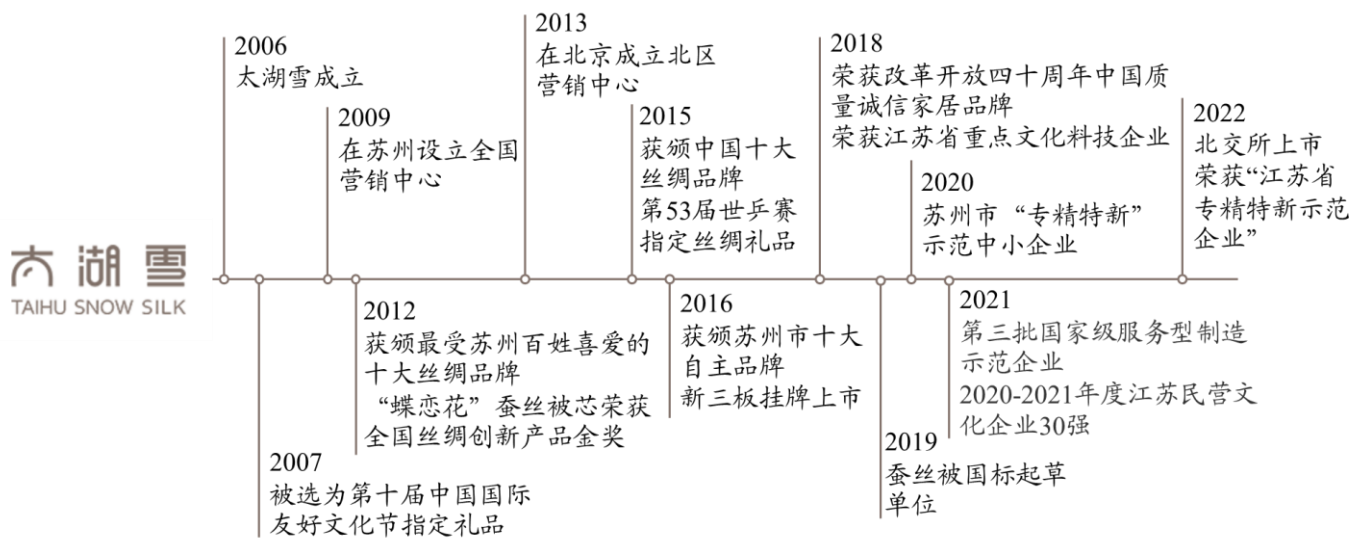 太湖雪
TAIHU SNOW SILK
2006
太湖雪成立
2007
被选为第十届中国国际
友好文化节指定礼品
2009
在苏州设立全国
营销中心
2012
获颁最受苏州百姓喜爱的
十大丝绸品牌
“蝶恋花”蚕丝被芯荣获
全国丝绸创新产品金奖
2013
在北京成立北区
营销中心
2015
获颁中国十大
丝绸品牌
第53届世乒赛
指定丝绸礼品
2016
获颁苏州市十大
自主品牌
新三板挂牌上市
2018
荣获改革开放四十周年中国质
量诚信家居品牌
荣获江苏省重点文化科技企业
2019
蚕丝被国标起草
单位
2020
苏州市“专精特新”
示范中小企业
2021
第三批国家级服务型制造
示范企业
2020-2021年度江苏民营文
化企业30强
2022
北交所上市
荣获“江苏省
专精特新示范
企业”